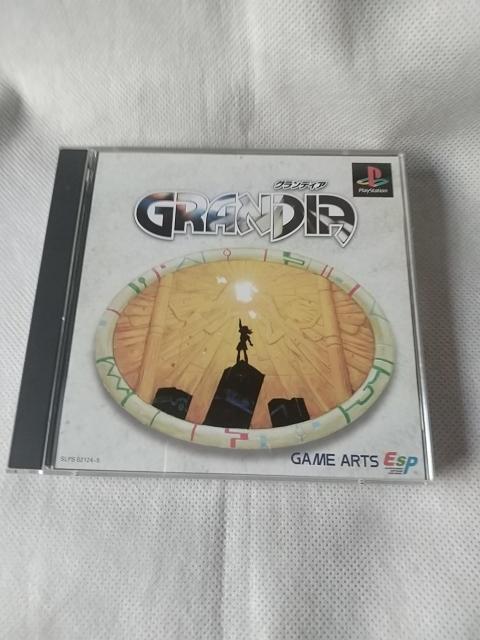 グランディア
GRANDIA
PlayStation
SLPS 02124~5
GAME ARTS ESP